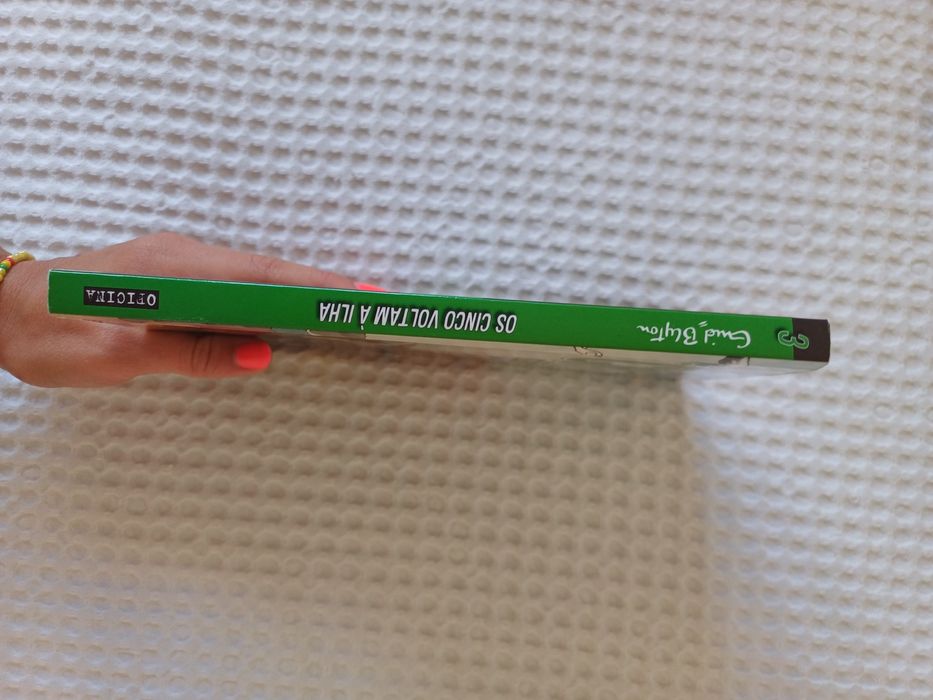 3
Enid Blyton
OS CINCO VOLTAM À ILHA
OFICINA